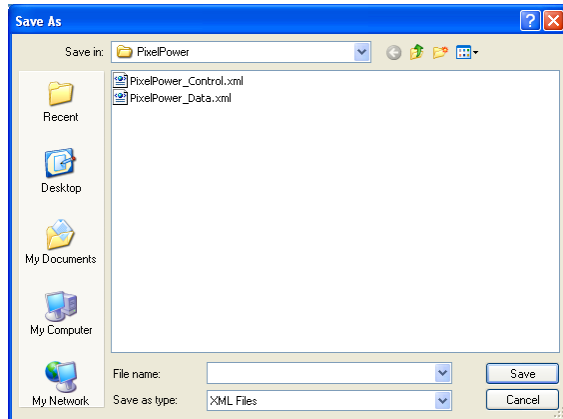 Save As
Save in: PixelPower
PixelPower_Control.xml
PixelPower_Data.xml
Recent
Desktop
My Documents
My Computer
My Network
File name:
Save
Save as type: XML Files
Cancel